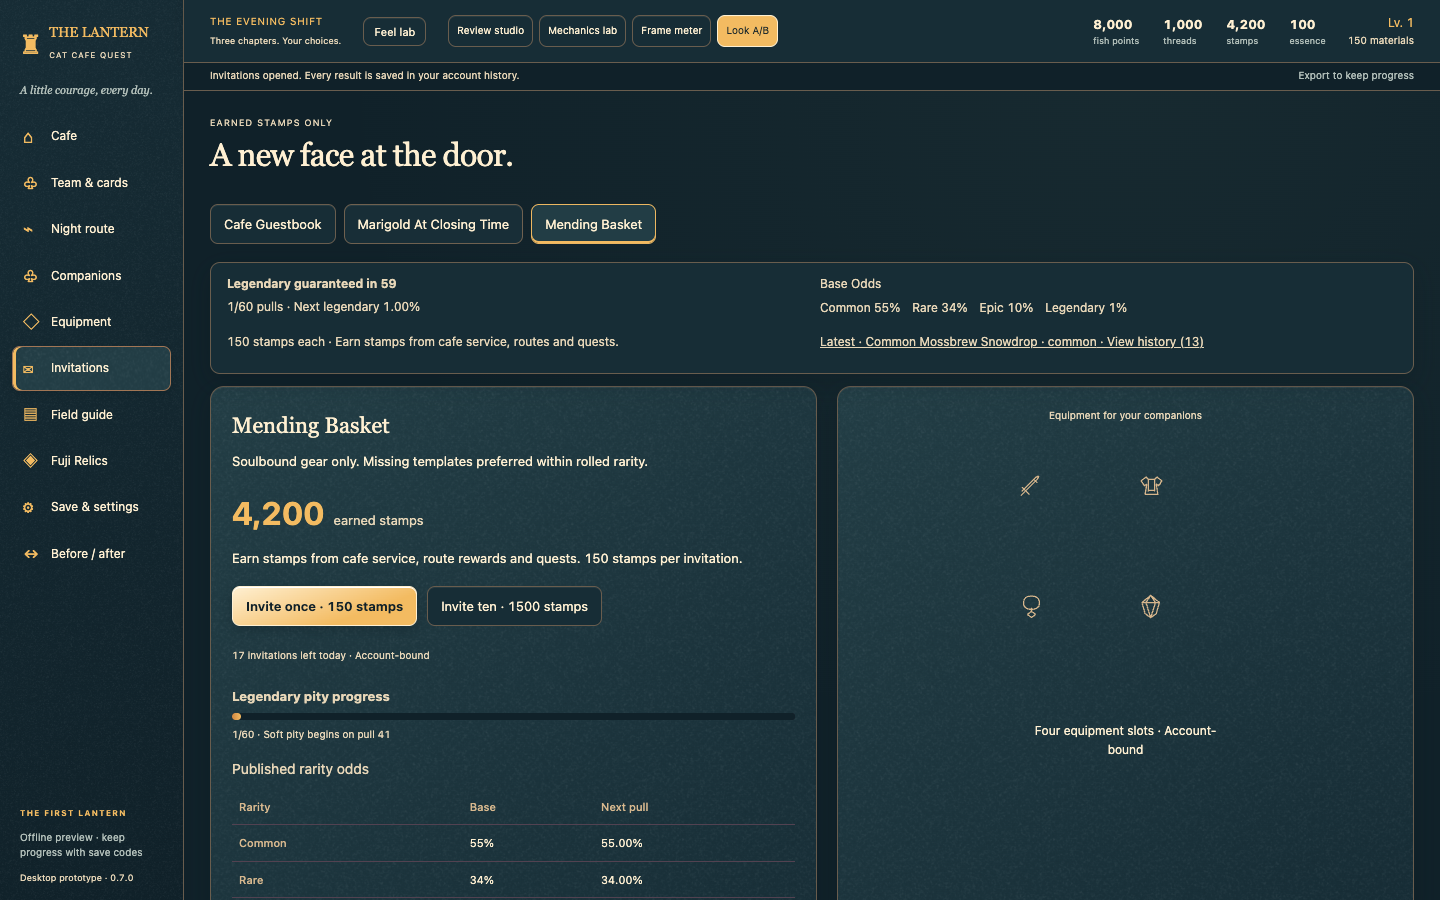 THE LANTERN
CAT CAFE QUEST
A little courage, every day.
Cafe
Team & cards
Night route
Companions
Equipment
Invitations
Field guide
Fuji Relics
Save & settings
Before / after
THE FIRST LANTERN
Offline preview · keep
progress with save codes
Desktop prototype · 0.7.0
THE EVENING SHIFT
Three chapters. Your choices.
Feel lab
Review studio
Mechanics lab
Frame meter
Look A/B
8,000
fish points
1,000
threads
4,200
stamps
100
essence
Lv. 1
150 materials
Invitations opened. Every result is saved in your account history.
Export to keep progress
EARNED STAMPS ONLY
A new face at the door.
Cafe Guestbook
Marigold At Closing Time
Mending Basket
Legendary guaranteed in 59
1/60 pulls · Next legendary 1.00%
150 stamps each · Earn stamps from cafe service, routes and quests.
Base Odds
Common 55% Rare 34% Epic 10% Legendary 1%
Latest · Common Mossbrew Snowdrop · common · View history (13)
Mending Basket
Soulbound gear only. Missing templates preferred within rolled rarity.
4,200 earned stamps
Earn stamps from cafe service, route rewards and quests. 150 stamps per invitation.
Invite once · 150 stamps
Invite ten · 1500 stamps
17 invitations left today · Account-bound
Legendary pity progress
1/60 · Soft pity begins on pull 41
Published rarity odds
Rarity Base Next pull
Common 55% 55.00%
Rare 34% 34.00%
Equipment for your companions
Four equipment slots · Account-
bound